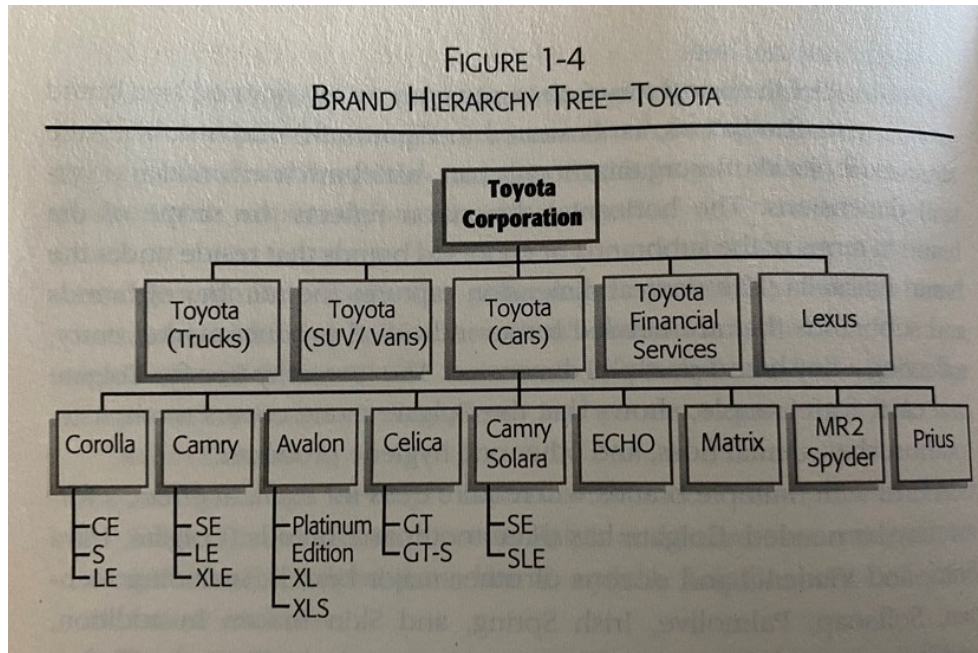 FIGURE 1-4
BRAND HIERARCHY TREE—TOYOTA
Toyota
Corporation
Toyota
(Trucks)
Toyota
(SUV/Vans)
Toyota
(Cars)
Toyota
Financial
Services
Lexus
Corolla
Camry
Avalon
Celica
Camry
Solara
ECHO
Matrix
MR2
Spyder
Prius
CE
S
LE
SE
LE
XLE
Platinum
Edition
XL
XLS
GT
GT-S
SE
SLE